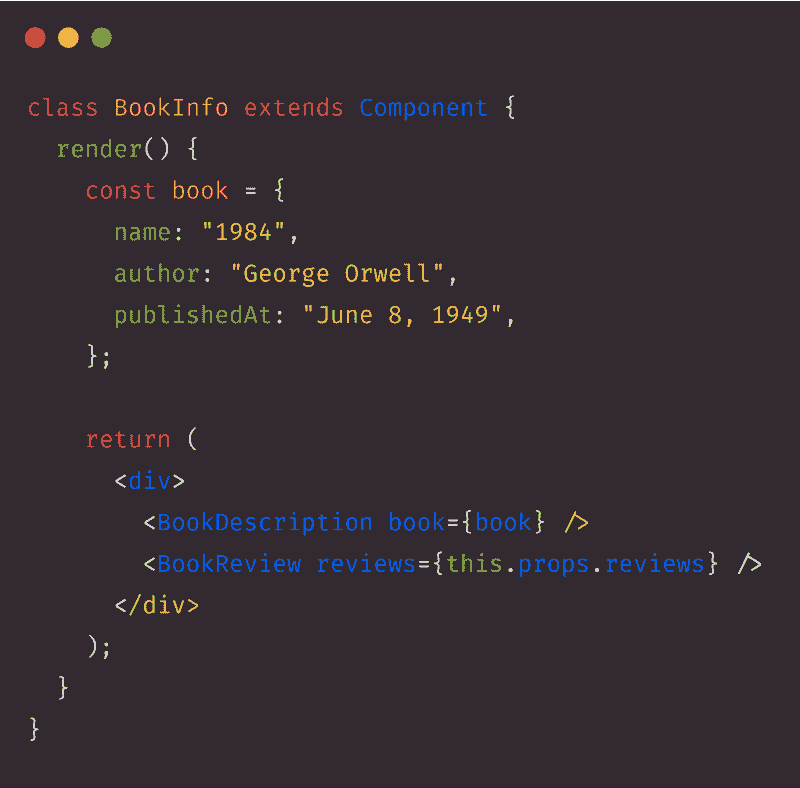 class BookInfo extends Component {
  render() {
    const book = {
      name: "1984",
      author: "George Orwell",
      publishedAt: "June 8, 1949",
    };

    return (
      <div>
        <BookDescription book={book} />
        <BookReview reviews={this.props.reviews} />
      </div>
    );
  }
}